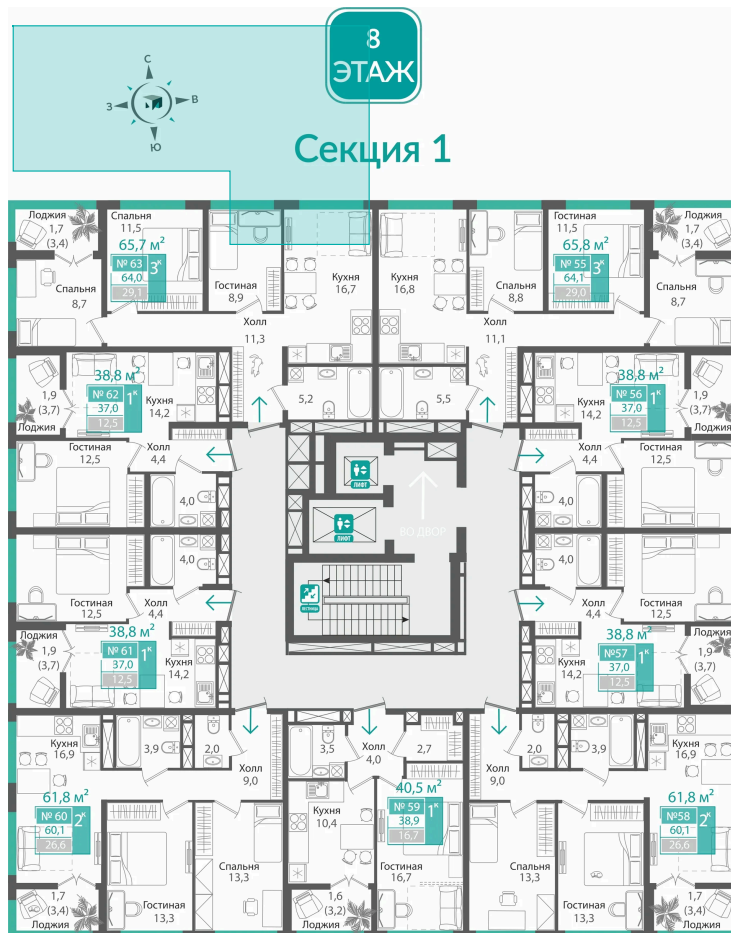 8
ЭТАЖ
С
З
В
Ю
Секция 1
Лоджия
1,7
(3,4)
Спальня
11,5
65,7 м²
№ 63
3к
64,0
29,1
Спальня
8,7
Гостиная
8,9
Кухня
16,7
Холл
11,3
5,2
Кухня
16,8
Спальня
8,8
Гостиная
11,5
65,8 м²
№ 55
3к
64,1
29,0
Лоджия
1,7
(3,4)
Спальня
8,7
Холл
11,1
5,5
38,8 м²
№ 62
1к
37,0
12,5
Кухня
14,2
1,9
(3,7)
Лоджия
Гостиная
12,5
Холл
4,4
4,0
38,8 м²
№ 56
1к
37,0
12,5
Кухня
14,2
1,9
(3,7)
Лоджия
Холл
4,4
Гостиная
12,5
4,0
ЛИФТ
ЛИФТ
ВО ДВОР
ЛЕСТНИЦА
4,0
Гостиная
12,5
Холл
4,4
Лоджия
1,9
(3,7)
38,8 м²
№ 61
1к
37,0
12,5
Кухня
14,2
4,0
Холл
4,4
Гостиная
12,5
38,8 м²
№57
1к
37,0
12,5
Кухня
14,2
Лоджия
1,9
(3,7)
Кухня
16,9
3,9
2,0
Холл
9,0
61,8 м²
№ 60
2к
60,1
26,6
1,7
(3,4)
Лоджия
Гостиная
13,3
Спальня
13,3
3,5
Холл
4,0
2,7
Кухня
10,4
40,5 м²
№ 59
1к
38,9
16,7
Гостиная
16,7
1,6
(3,2)
Лоджия
2,0
3,9
Холл
9,0
Кухня
16,9
61,8 м²
№58
2к
60,1
26,6
Спальня
13,3
Гостиная
13,3
1,7
(3,4)
Лоджия